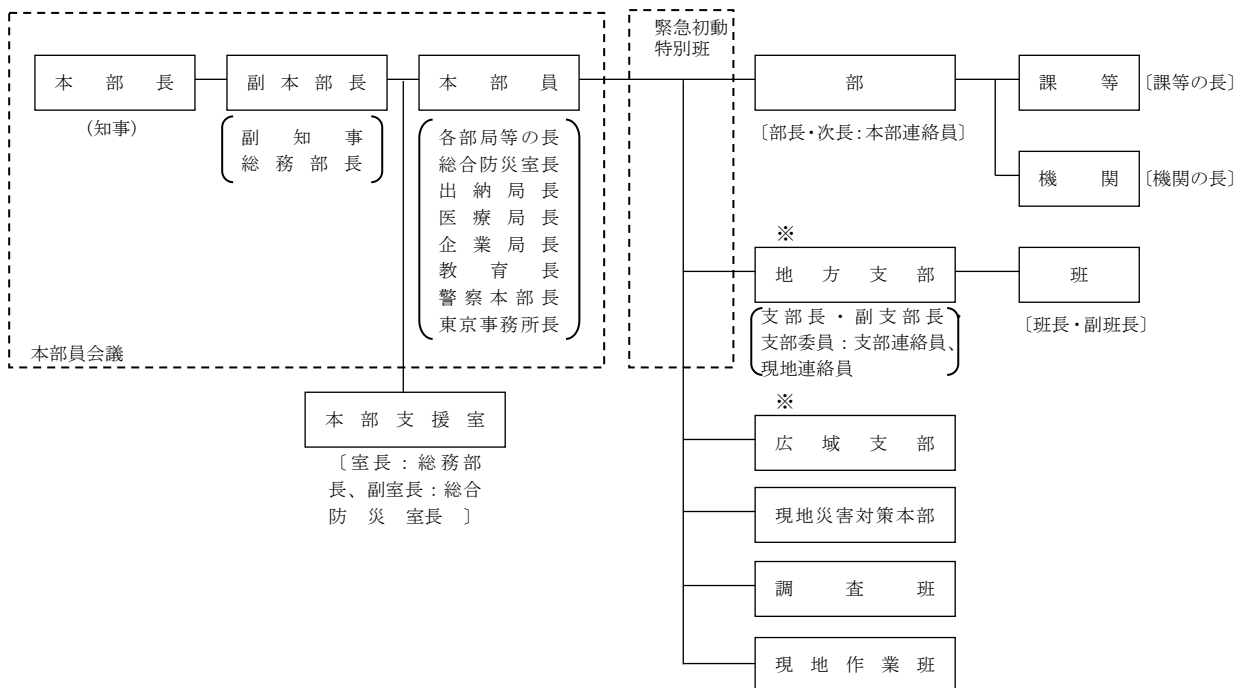 緊急初動
特別班
本部長
副本部長
本部員
部
課等
〔課等の長〕
(知事)
副知事
総務部長
各部局等の長
総合防災室長
出納局長
医療局長
企業局長
教育長
警察本部長
東京事務所長
〔部長・次長：本部連絡員〕
機関
〔機関の長〕
※
地方支部
班
支部長・副支部長・
支部委員：支部連絡員、
現地連絡員
〔班長・副班長〕
本部員会議
本部支援室
〔室長：総務部
長、副室長：総合
防災室長〕
※
広域支部
現地災害対策本部
調査班
現地作業班